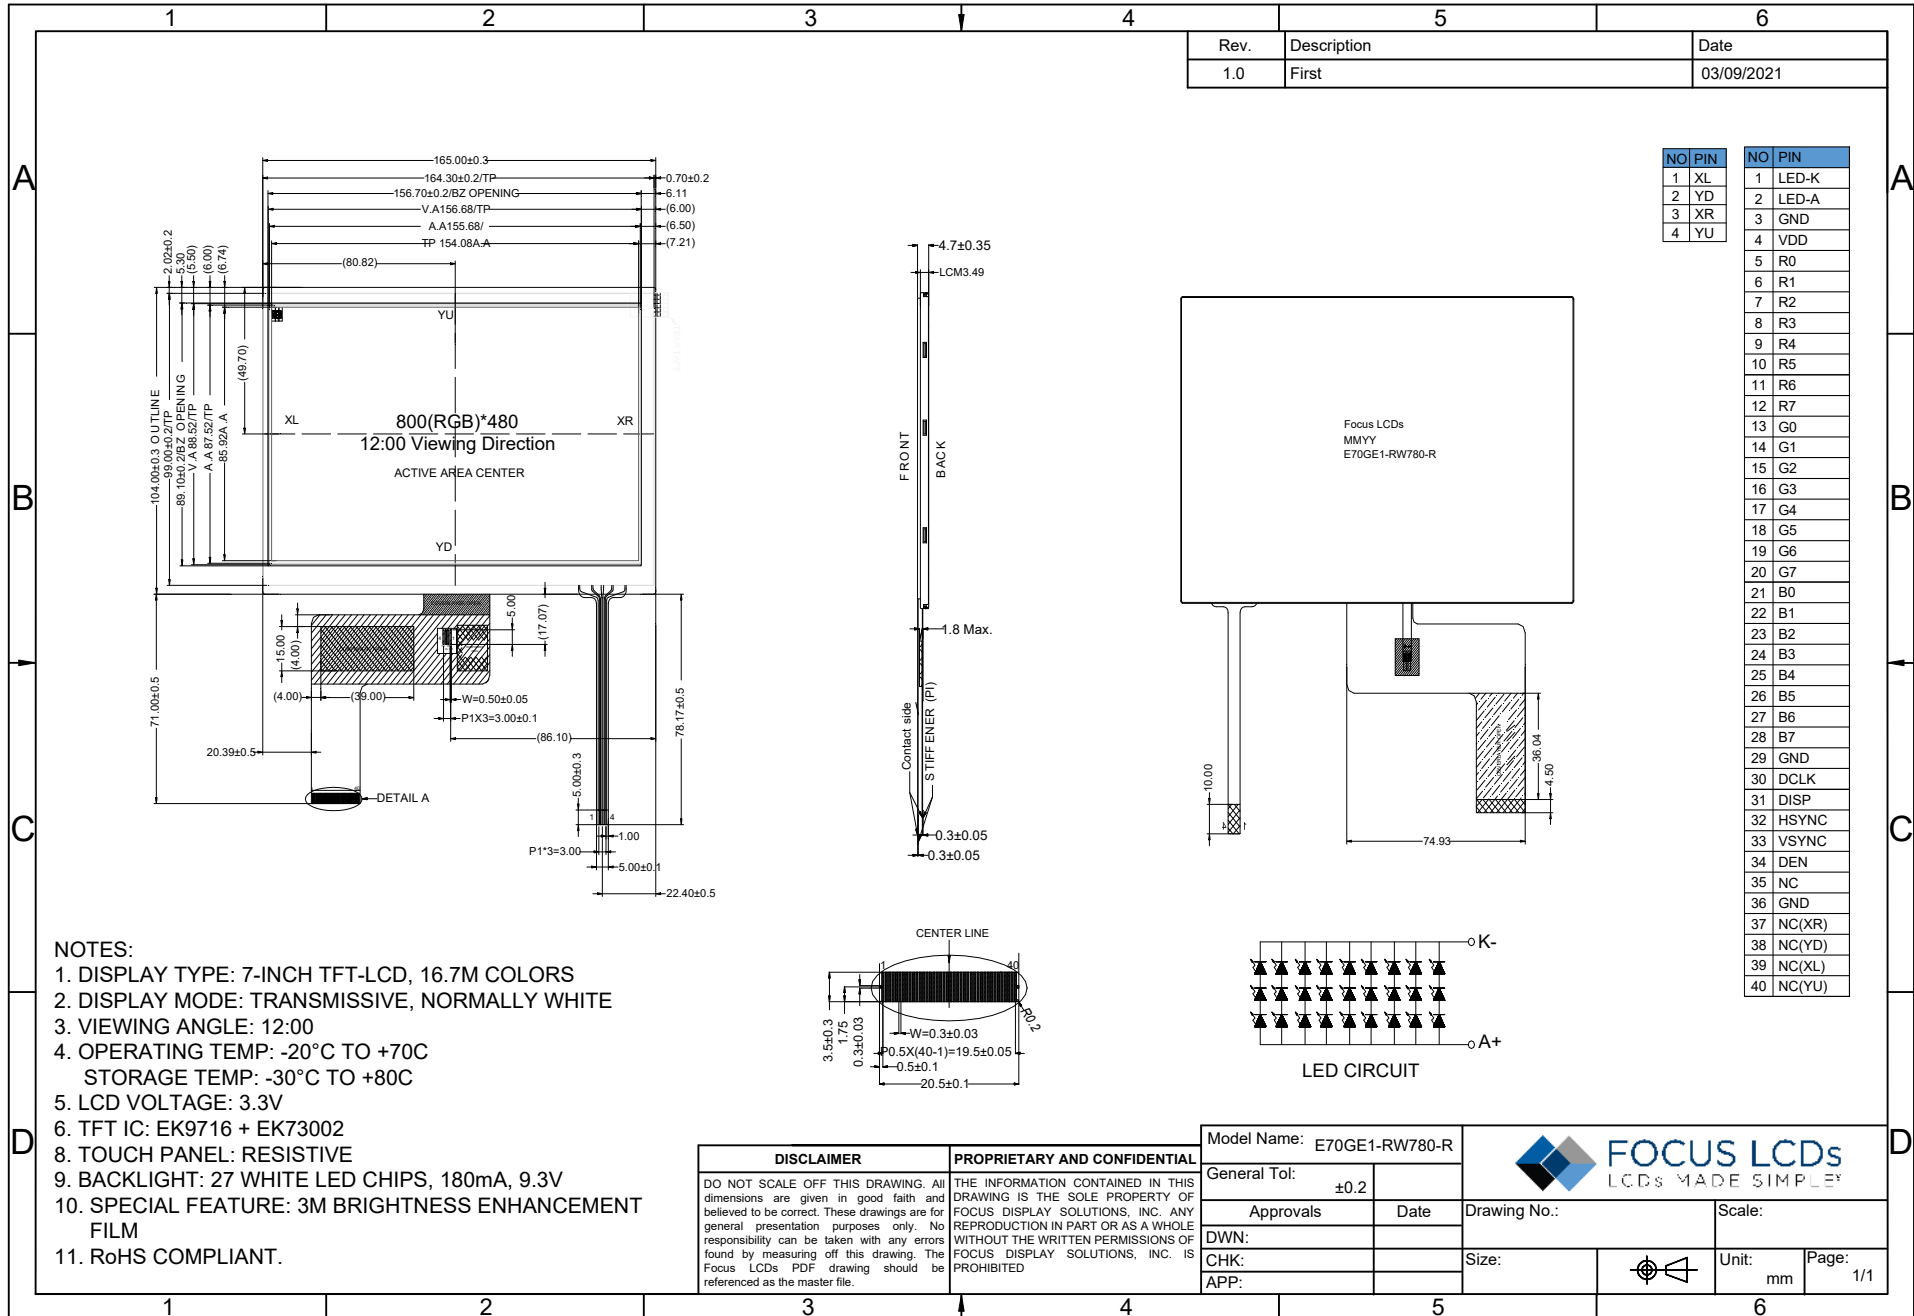 1 2 3 4 5 6
Rev. Description Date
1.0 First 03/09/2021
A
A
B
B
C
C
D
D
165.00±0.3
164.30±0.2/TP
0.70±0.2
156.70±0.2/BZ OPENING
6.11
V.A156.68/TP
(6.00)
A.A155.68/
(6.50)
TP 154.08A.A
(7.21)
(80.82)
2.02±0.2
5.30
(5.50)
(6.00)
(6.74)
(49.70)
104.00±0.3 OUTLINE
99.00±0.2/TP
89.10±0.2/BZ OPENING
V.A 88.52/TP
A.A 87.52/TP
85.92A.A
YU
XL
XR
800(RGB)*480
12:00 Viewing Direction
ACTIVE AREA CENTER
YD
71.00±0.5
15.00
(4.00)
(4.00)
(39.00)
5.00
(17.07)
W=0.50±0.05
P1X3=3.00±0.1
(86.10)
20.39±0.5
DETAIL A
78.17±0.5
5.00±0.3
1 4
1.00
P1*3=3.00
5.00±0.1
22.40±0.5
4.7±0.35
LCM3.49
FRONT
BACK
1.8 Max.
Contact side
STIFFENER (PI)
0.3±0.05
0.3±0.05
Focus LCDs
MMYY
E70GE1-RW780-R
10.00
4 1
36.04
4.50
74.93
NO PIN
1 XL
2 YD
3 XR
4 YU
NO PIN
1 LED-K
2 LED-A
3 GND
4 VDD
5 R0
6 R1
7 R2
8 R3
9 R4
10 R5
11 R6
12 R7
13 G0
14 G1
15 G2
16 G3
17 G4
18 G5
19 G6
20 G7
21 B0
22 B1
23 B2
24 B3
25 B4
26 B5
27 B6
28 B7
29 GND
30 DCLK
31 DISP
32 HSYNC
33 VSYNC
34 DEN
35 NC
36 GND
37 NC(XR)
38 NC(YD)
39 NC(XL)
40 NC(YU)
CENTER LINE
1 40
3.5±0.3
1.75
0.3±0.03
R0.2
W=0.3±0.03
P0.5X(40-1)=19.5±0.05
0.5±0.1
20.5±0.1
K-
A+
LED CIRCUIT
NOTES:
1. DISPLAY TYPE: 7-INCH TFT-LCD, 16.7M COLORS
2. DISPLAY MODE: TRANSMISSIVE, NORMALLY WHITE
3. VIEWING ANGLE: 12:00
4. OPERATING TEMP: -20°C TO +70C
STORAGE TEMP: -30°C TO +80C
5. LCD VOLTAGE: 3.3V
6. TFT IC: EK9716 + EK73002
8. TOUCH PANEL: RESISTIVE
9. BACKLIGHT: 27 WHITE LED CHIPS, 180mA, 9.3V
10. SPECIAL FEATURE: 3M BRIGHTNESS ENHANCEMENT
FILM
11. RoHS COMPLIANT.
DISCLAIMER
DO NOT SCALE OFF THIS DRAWING. All
dimensions are given in good faith and
believed to be correct. These drawings are for
general presentation purposes only. No
responsibility can be taken with any errors
found by measuring off this drawing. The
Focus LCDs PDF drawing should be
referenced as the master file.
PROPRIETARY AND CONFIDENTIAL
THE INFORMATION CONTAINED IN THIS
DRAWING IS THE SOLE PROPERTY OF
FOCUS DISPLAY SOLUTIONS, INC. ANY
REPRODUCTION IN PART OR AS A WHOLE
WITHOUT THE WRITTEN PERMISSIONS OF
FOCUS DISPLAY SOLUTIONS, INC. IS
PROHIBITED
Model Name: E70GE1-RW780-R
General Tol:
±0.2
Approvals Date
DWN:
CHK:
APP:
FOCUS LCDs
LCDs MADE SIMPLE
Drawing No.:
Scale:
Size:
Unit:
mm
Page:
1/1
1 2 3 4 5 6